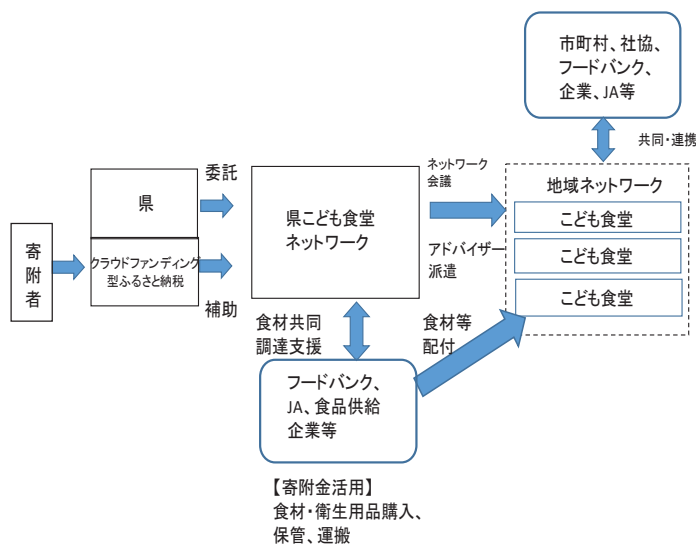 市町村、社協、
フードバンク、
企業、JA等
共同・連携
寄附者
県
クラウドファンディング
型ふるさと納税
委託
補助
県こども食堂
ネットワーク
ネットワーク
会議
アドバイザー
派遣
地域ネットワーク
こども食堂
こども食堂
こども食堂
食材共同
調達支援
食材等
配付
フードバンク、
JA、食品供給
企業等
【寄附金活用】
食材・衛生用品購入、
保管、運搬